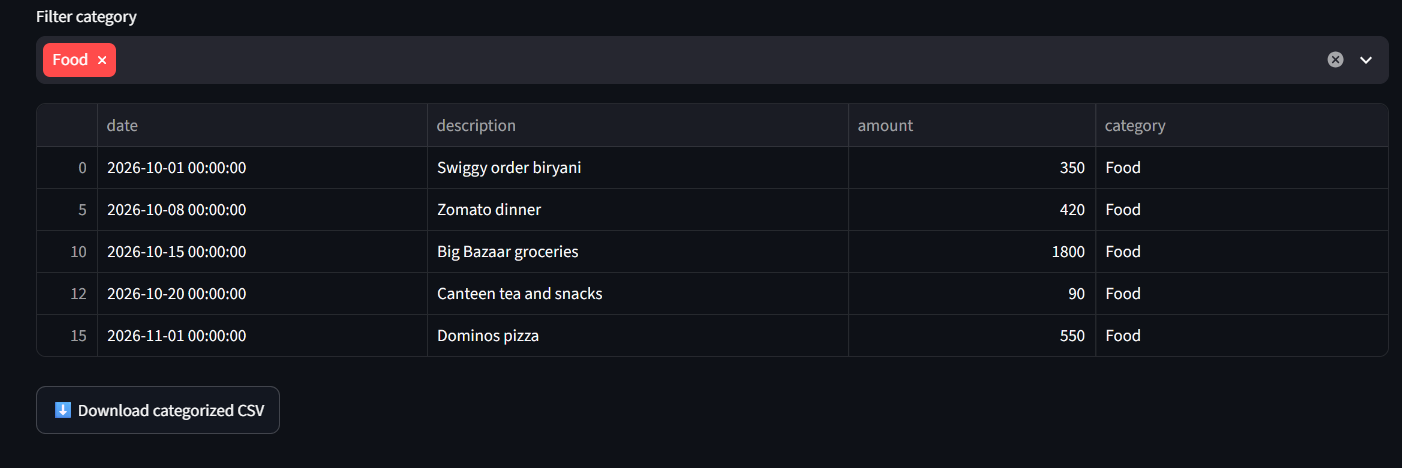 Filter category
Food ×
date description amount category
0 2026-10-01 00:00:00 Swiggy order biryani 350 Food
5 2026-10-08 00:00:00 Zomato dinner 420 Food
10 2026-10-15 00:00:00 Big Bazaar groceries 1800 Food
12 2026-10-20 00:00:00 Canteen tea and snacks 90 Food
15 2026-11-01 00:00:00 Dominos pizza 550 Food
⬇️ Download categorized CSV